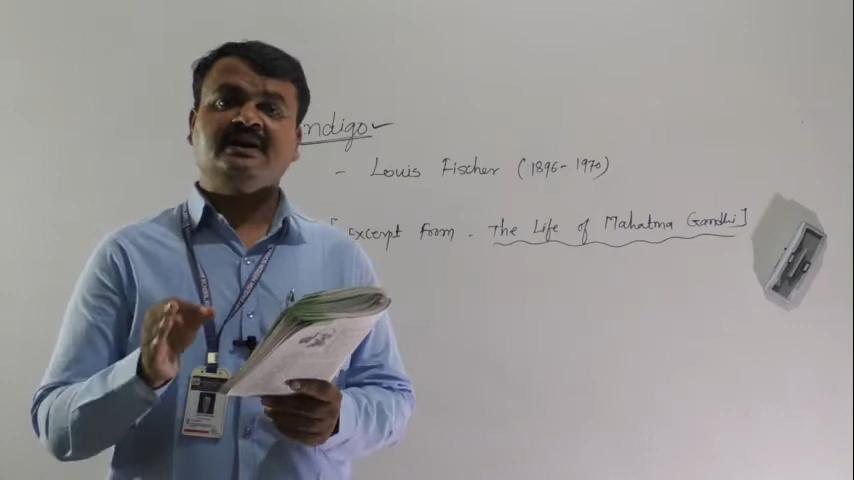 ndigo
- Louis Fischer (1896-1970)
[Excerpt From - The Life of Mahatma Gandhi]